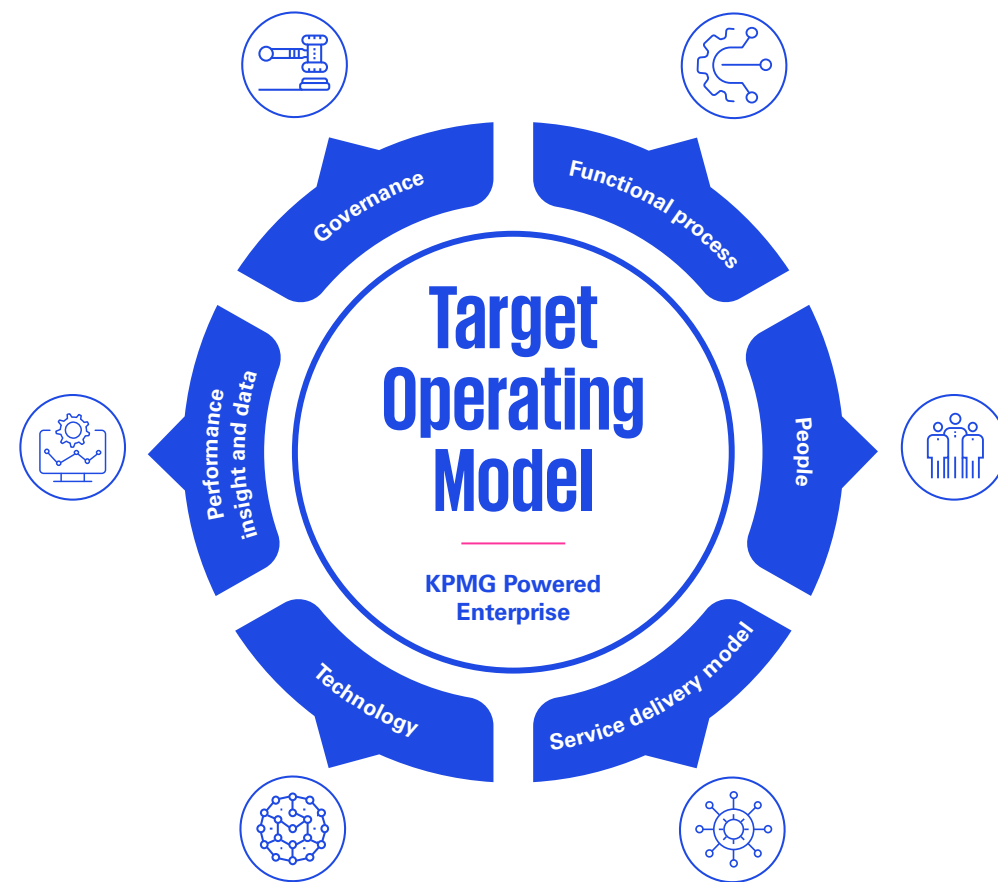 Target
Operating
Model
KPMG Powered
Enterprise
Functional process
People
Service delivery model
Technology
Performance
insight and data
Governance